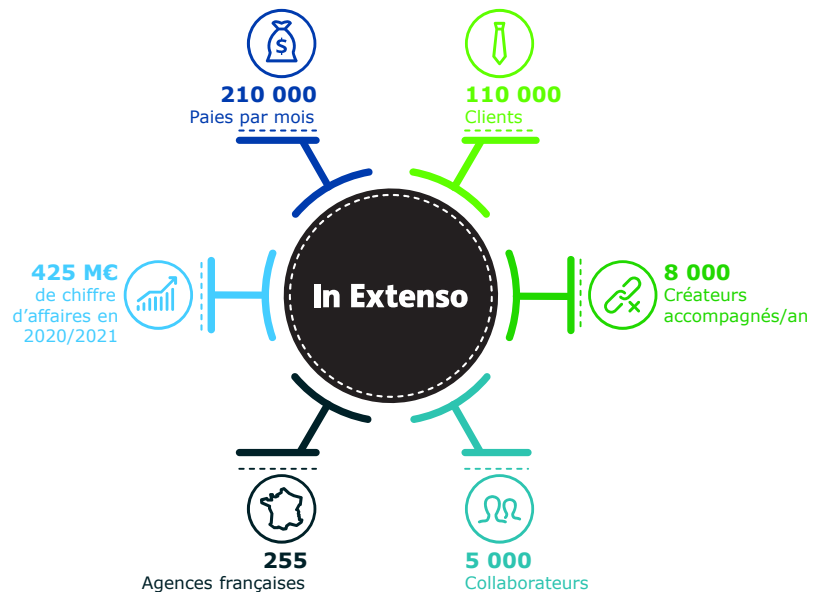 210 000
Paies par mois
110 000
Clients
425 M€
de chiffre
d’affaires en
2020/2021
In Extenso
8 000
Créateurs
accompagnés/an
255
Agences françaises
5 000
Collaborateurs